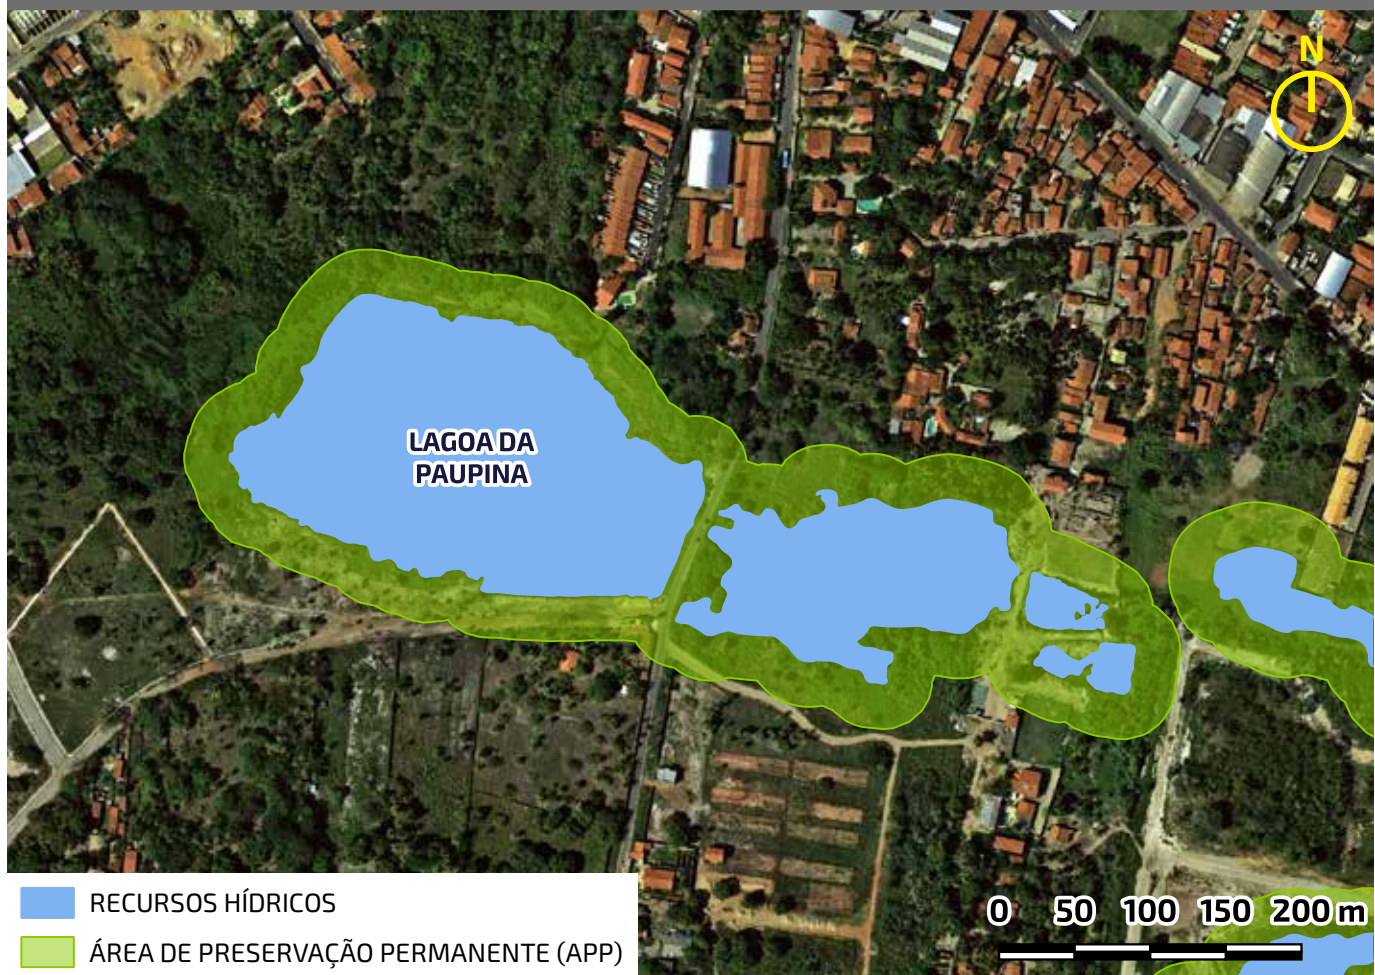 N
LAGOA DA
PAUPINA
RECURSOS HÍDRICOS
ÁREA DE PRESERVAÇÃO PERMANENTE (APP)
0 50 100 150 200 m